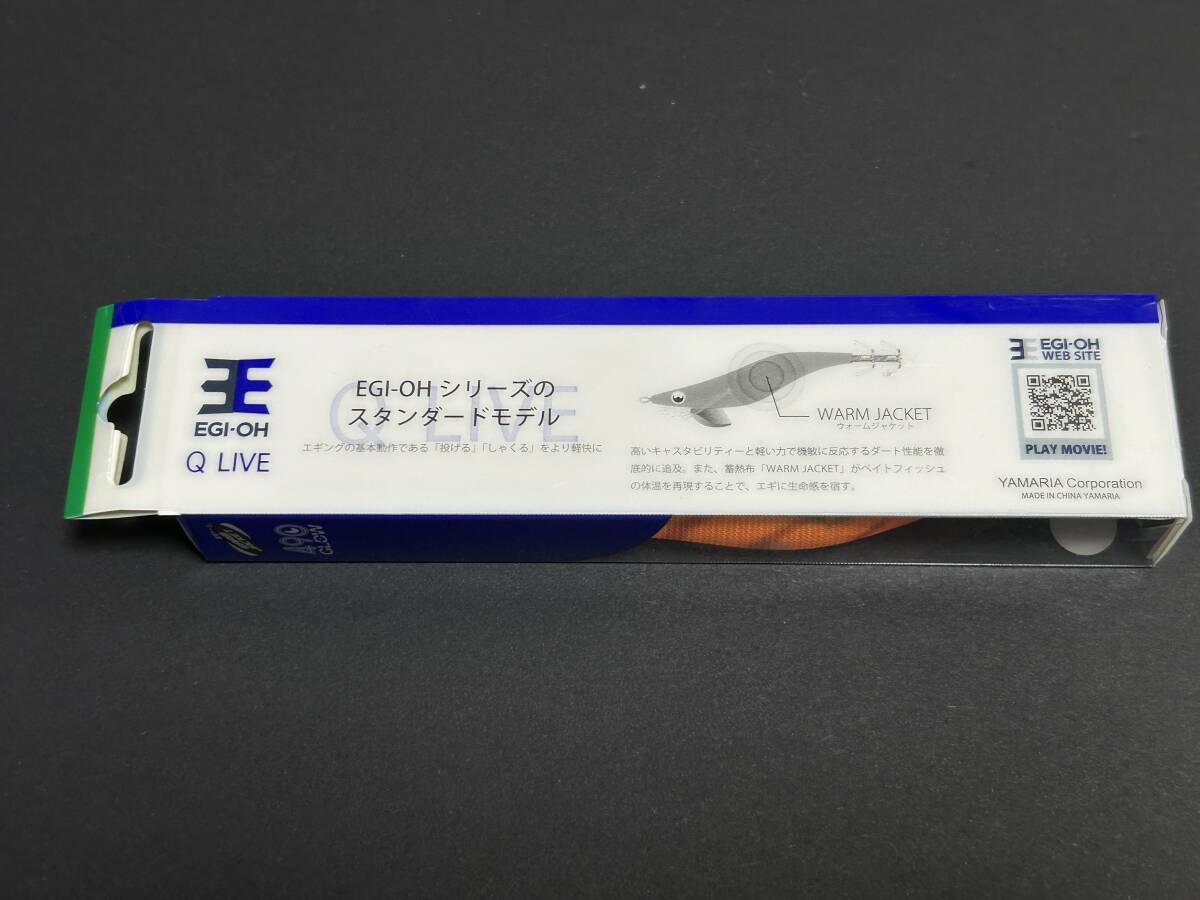 EGI-OH
Q LIVE
Q LIVE
EGI-OH シリーズの
スタンダードモデル
エギングの基本動作である「投げる」「しゃくる」をより軽快に
WARM JACKET
ウォームジャケット
高いキャスタビリティーと軽い力で機敏に反応するダート性能を徹
底的に追及。また、蓄熱布「WARM JACKET」がベイトフィッシュ
の体温を再現することで、エギに生命感を宿す。
EGI-OH
WEB SITE
PLAY MOVIE!
YAMARIA Corporation
MADE IN CHINA YAMARIA
490
GLOW